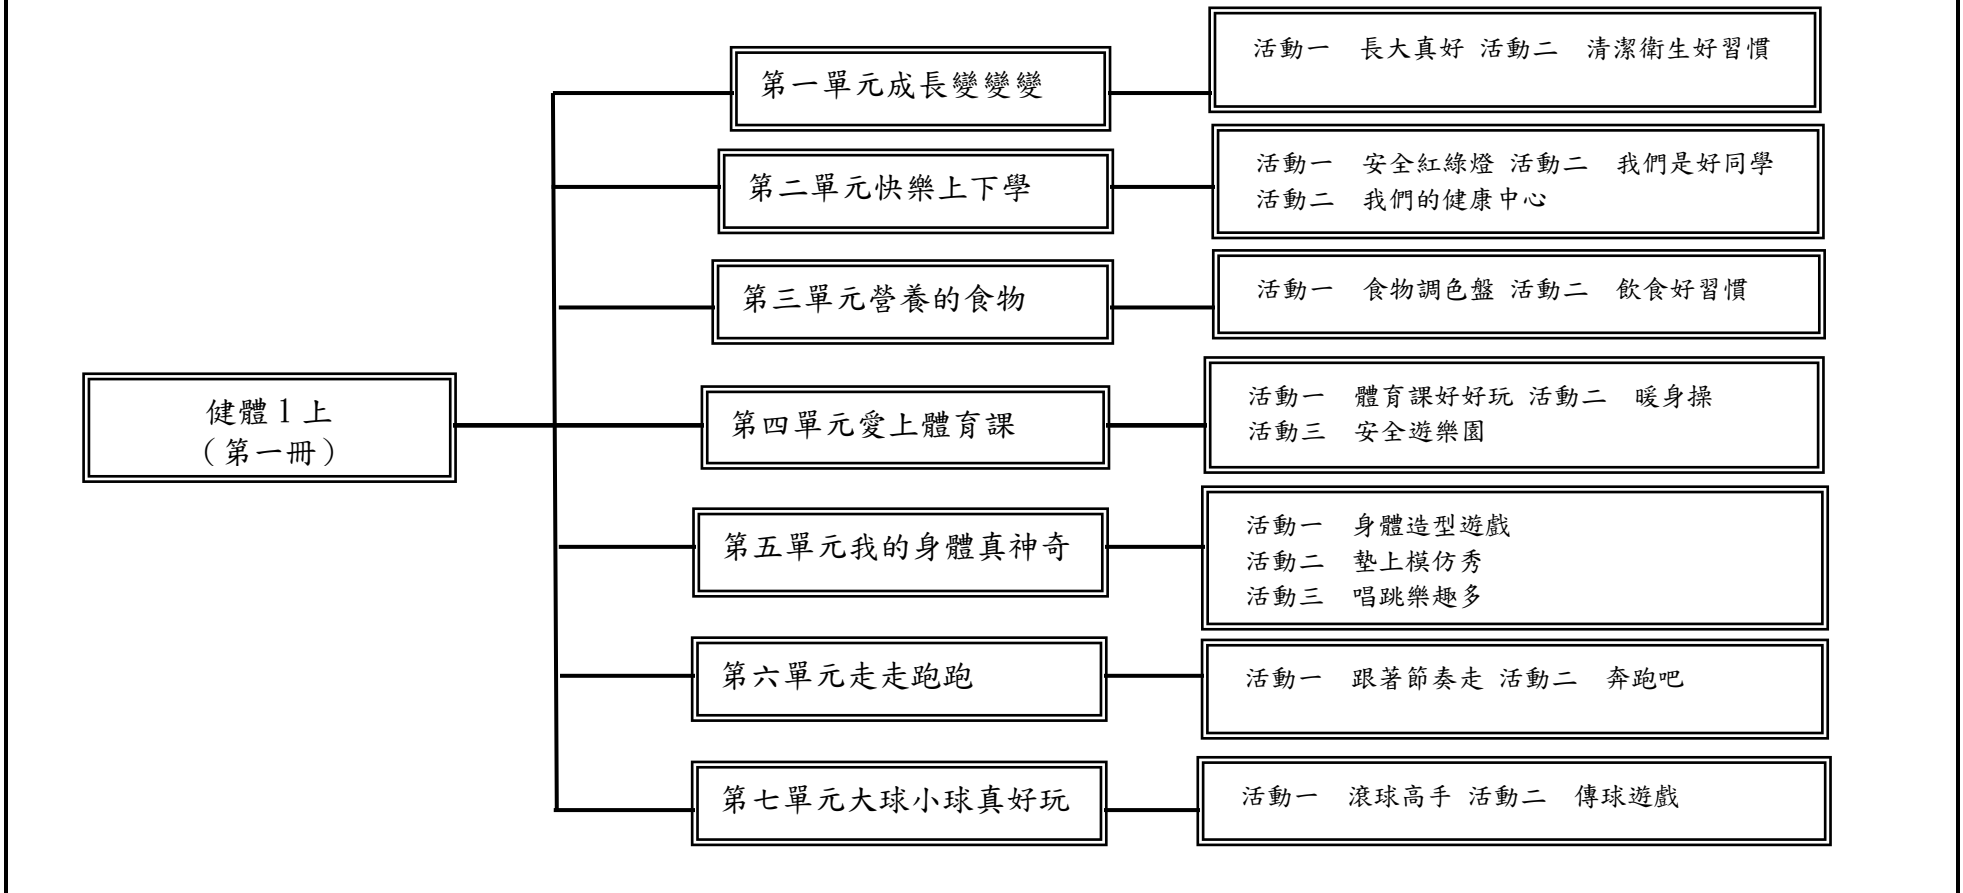 健體1上
（第一冊）
第一單元成長變變變
活動一　長大真好 活動二　清潔衛生好習慣
第二單元快樂上下學
活動一　安全紅綠燈 活動二　我們是好同學
活動二　我們的健康中心
第三單元營養的食物
活動一　食物調色盤 活動二　飲食好習慣
第四單元愛上體育課
活動一　體育課好好玩 活動二　暖身操
活動三　安全遊樂園
第五單元我的身體真神奇
活動一　身體造型遊戲
活動二　墊上模仿秀
活動三　唱跳樂趣多
第六單元走走跑跑
活動一　跟著節奏走 活動二　奔跑吧
第七單元大球小球真好玩
活動一　滾球高手 活動二　傳球遊戲